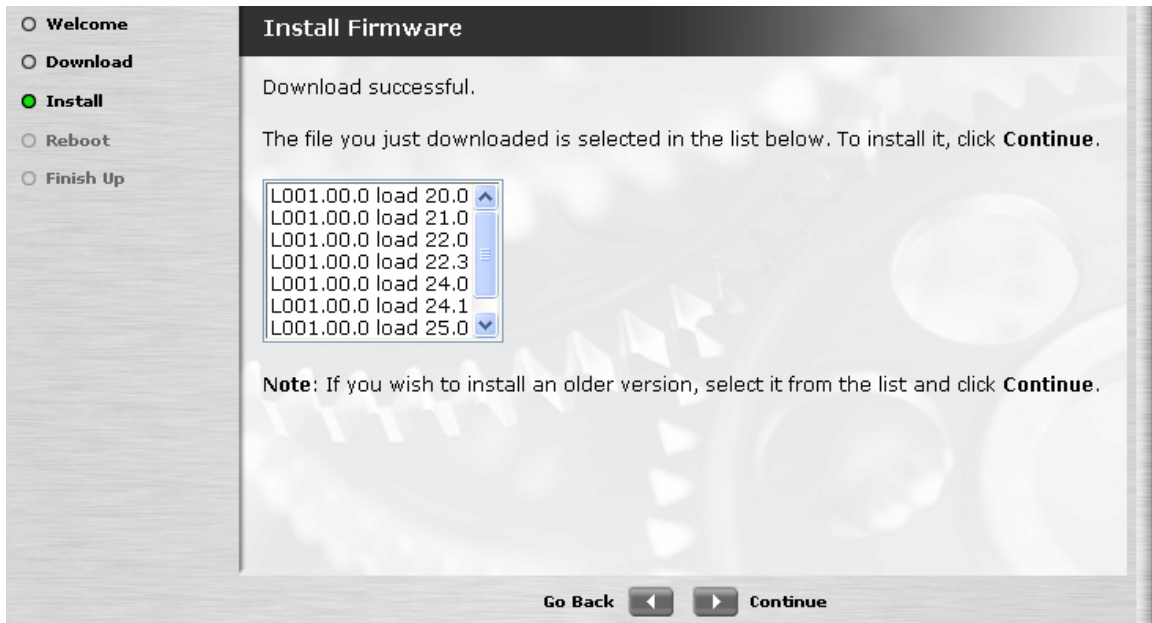 Welcome
Download
Install
Reboot
Finish Up
Install Firmware
Download successful.
The file you just downloaded is selected in the list below. To install it, click Continue.
L001.00.0 load 20.0
L001.00.0 load 21.0
L001.00.0 load 22.0
L001.00.0 load 22.3
L001.00.0 load 24.0
L001.00.0 load 24.1
L001.00.0 load 25.0
Note: If you wish to install an older version, select it from the list and click Continue.
Go Back Continue